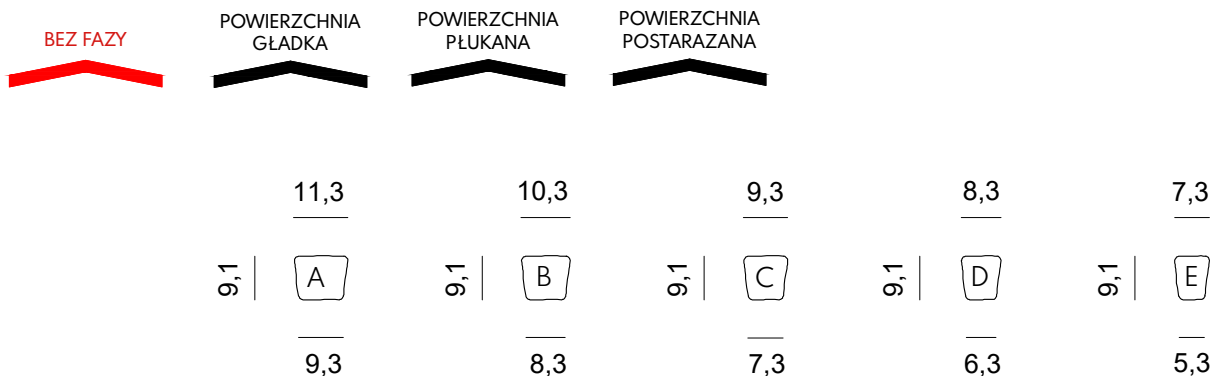 BEZ FAZY
POWIERZCHNIA
GŁADKA
POWIERZCHNIA
PŁUKANA
POWIERZCHNIA
POSTARAZANA
11,3
10,3
9,3
8,3
7,3
9,1
A
9,1
B
9,1
C
9,1
D
9,1
E
9,3
8,3
7,3
6,3
5,3